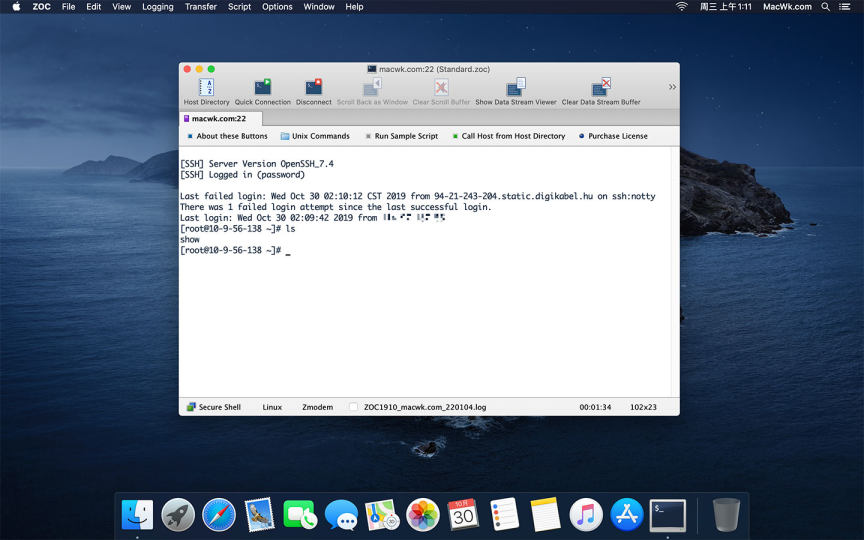 ZOC File Edit View Logging Transfer Script Options Window Help 周三 上午1:11 MacWk.com
macwk.com:22 (Standard.zoc)
Host Directory Quick Connection Disconnect Scroll Back as Window Clear Scroll Buffer Show Data Stream Viewer Clear Data Stream Buffer
macwk.com:22
About these Buttons Unix Commands Run Sample Script Call Host from Host Directory Purchase License
[SSH] Server Version OpenSSH_7.4
[SSH] Logged in (password)
Last failed login: Wed Oct 30 02:10:12 CST 2019 from 94-21-243-204.static.digikabel.hu on ssh:notty
There was 1 failed login attempt since the last successful login.
Last login: Wed Oct 30 02:09:42 2019 from
[root@10-9-56-138 ~]# ls
show
[root@10-9-56-138 ~]# _
Secure Shell Linux Zmodem ZOC1910_macwk.com_220104.log 00:01:34 102x23
10月
30